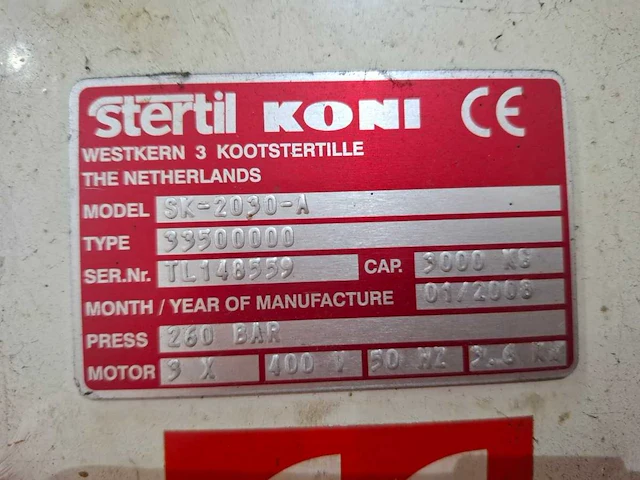 stertil KONI CE
WESTKERN 3 KOOTSTERTILLE
THE NETHERLANDS
MODEL SK-2030-A
TYPE 33500000
SER.Nr. TL148559 CAP. 3000 KG
MONTH / YEAR OF MANUFACTURE 01/2008
PRESS 260 BAR
MOTOR 3 X 400 V 50 HZ